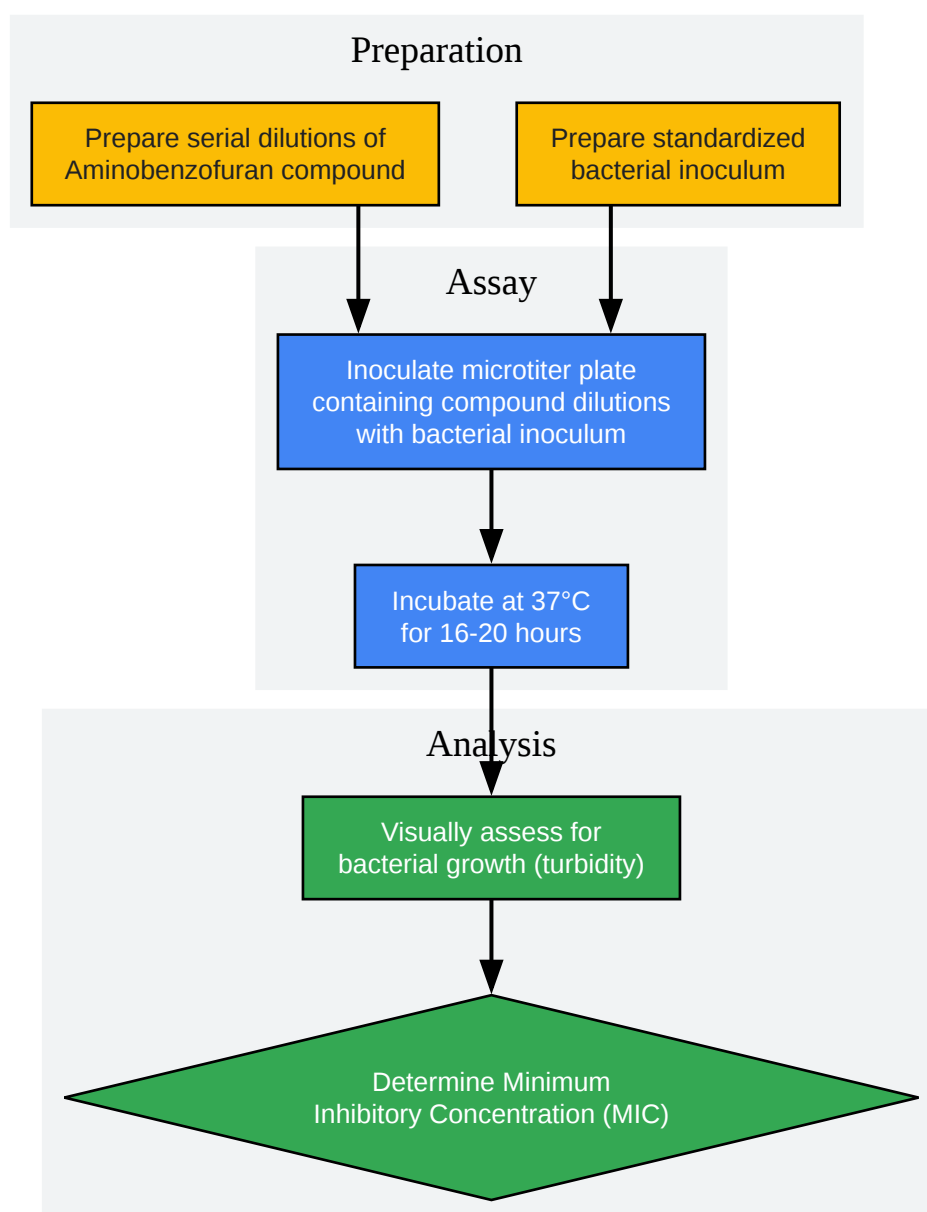 Preparation
Prepare serial dilutions of
Aminobenzofuran compound
Prepare standardized
bacterial inoculum
Assay
Inoculate microtiter plate
containing compound dilutions
with bacterial inoculum
Incubate at 37°C
for 16-20 hours
Analysis
Visually assess for
bacterial growth (turbidity)
Determine Minimum
Inhibitory Concentration (MIC)